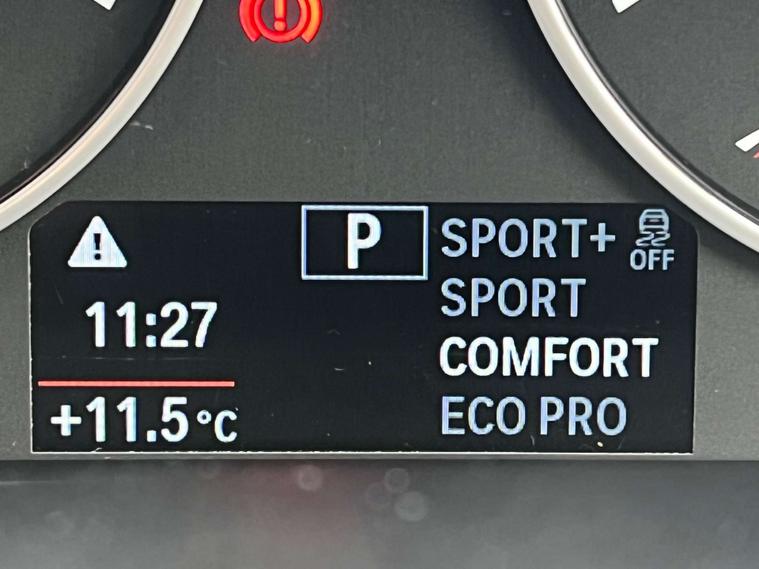 P
SPORT+
OFF
SPORT
11:27
COMFORT
+11.5°C
ECO PRO